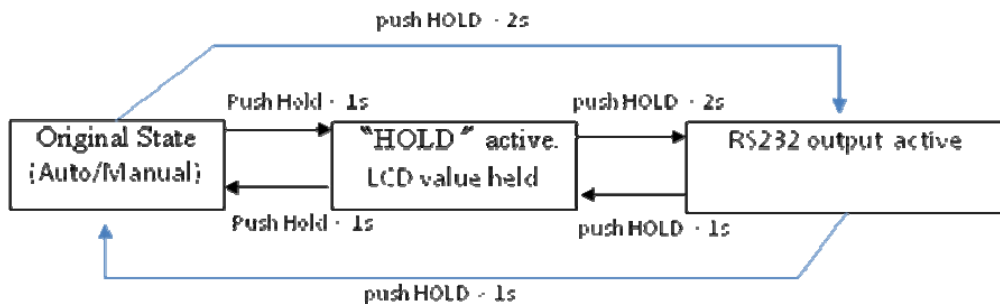 push HOLD · 2s
Push Hold · 1s
push HOLD · 2s
Original State
(Auto/Manual)
"HOLD" active.
LCD value held
RS232 output active
Push Hold · 1s
push HOLD · 1s
push HOLD · 1s